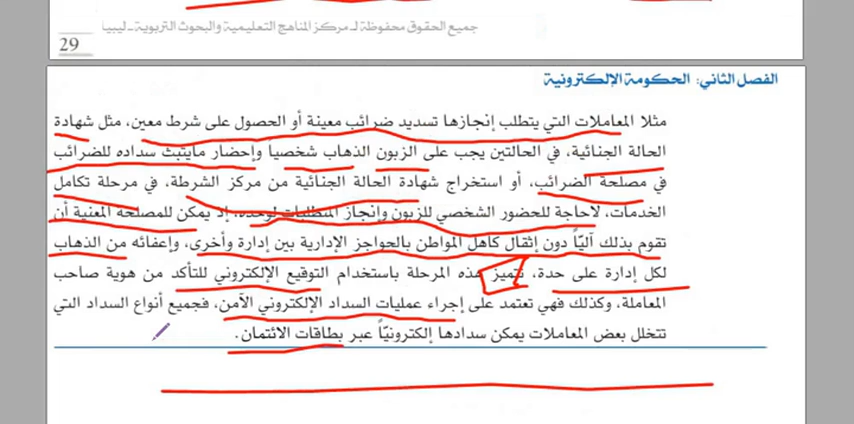 جميع الحقوق محفوظة لـ مركز المناهج التعليمية والبحوث التربوية - ليبيا
29
الفصل الثاني: الحكومة الإلكترونية
مثلا المعاملات التي يتطلب إنجازها تسديد ضرائب معينة أو الحصول على شرط معين، مثل شهادة
الحالة الجنائية، في الحالتين يجب على الزبون الذهاب شخصيا وإحضار مايتبث سداده للضرائب
في مصلحة الضرائب، أو استخراج شهادة الحالة الجنائية من مركز الشرطة، في مرحلة تكامل
الخدمات، لاحاجة للحضور الشخصي للزبون وإنجاز المتطلبات لوحده، إذ يمكن للمصلحة المعنية أن
تقوم بذلك آليّاً دون إثقال كاهل المواطن بالحواجز الإدارية بين إدارة وأخرى، وإعفائه من الذهاب
لكل إدارة على حدة، تتميز هذه المرحلة باستخدام التوقيع الإلكتروني للتأكد من هوية صاحب
المعاملة، وكذلك فهي تعتمد على إجراء عمليات السداد الإلكتروني الآمن، فجميع أنواع السداد التي
تتخلل بعض المعاملات يمكن سدادها إلكترونيّاً عبر بطاقات الائتمان.